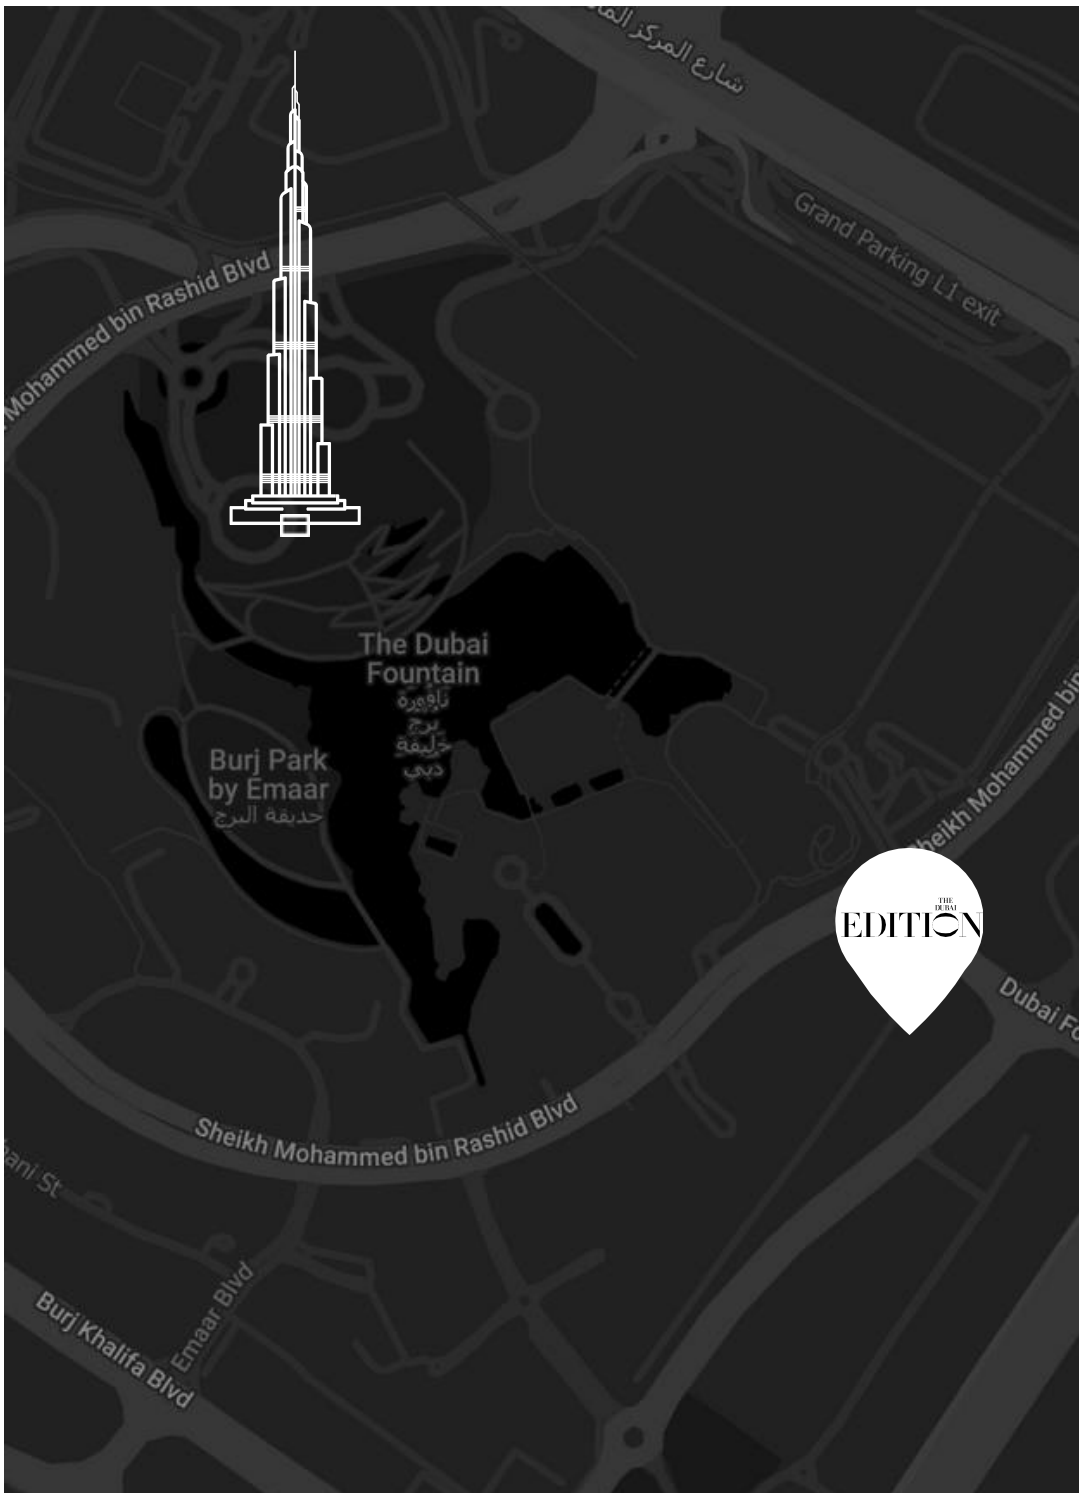 شارع المركز
Grand Parking L1 exit
Mohammed bin Rashid Blvd
The Dubai
Fountain
نافورة
برج
خليفة
دبي
Burj Park
by Emaar
حديقة البرج
Sheikh Mohammed bin
THE
DUBAI
EDITION
Dubai
Sheikh Mohammed bin Rashid Blvd
St
Emaar Blvd
Burj Khalifa Blvd